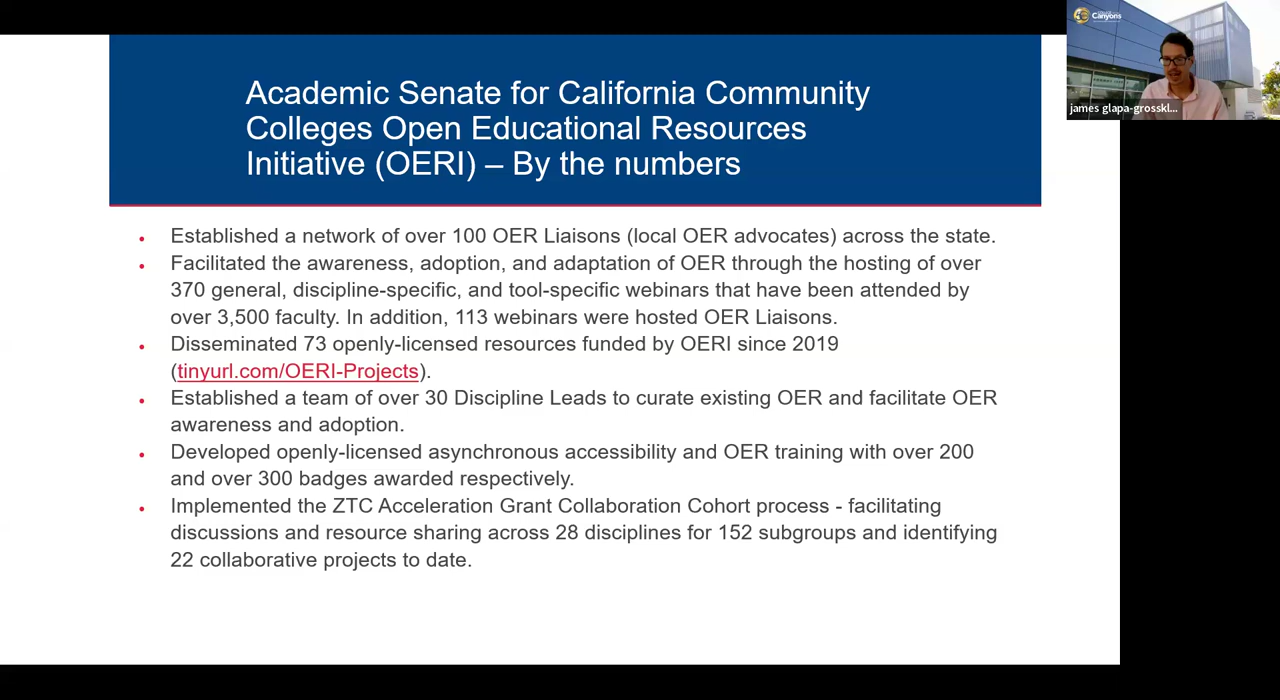 Academic Senate for California Community
Colleges Open Educational Resources
Initiative (OERI) – By the numbers
Canyons
james glapa-grosskl...
• Established a network of over 100 OER Liaisons (local OER advocates) across the state.
• Facilitated the awareness, adoption, and adaptation of OER through the hosting of over
370 general, discipline-specific, and tool-specific webinars that have been attended by
over 3,500 faculty. In addition, 113 webinars were hosted OER Liaisons.
• Disseminated 73 openly-licensed resources funded by OERI since 2019
(tinyurl.com/OERI-Projects).
• Established a team of over 30 Discipline Leads to curate existing OER and facilitate OER
awareness and adoption.
• Developed openly-licensed asynchronous accessibility and OER training with over 200
and over 300 badges awarded respectively.
• Implemented the ZTC Acceleration Grant Collaboration Cohort process - facilitating
discussions and resource sharing across 28 disciplines for 152 subgroups and identifying
22 collaborative projects to date.